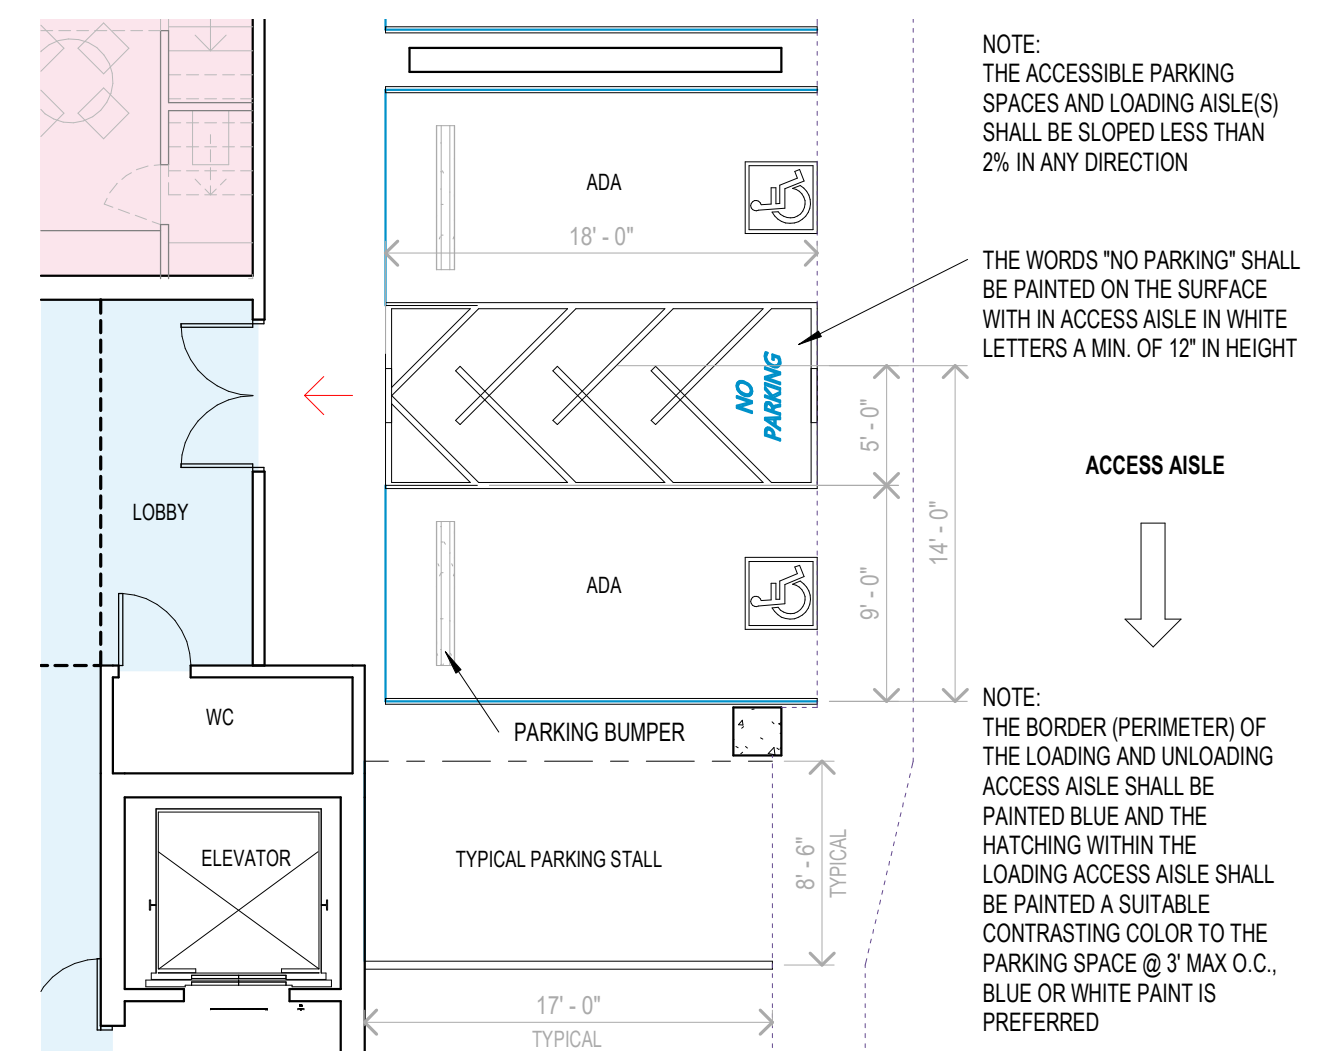 NOTE:
THE ACCESSIBLE PARKING
SPACES AND LOADING AISLE(S)
SHALL BE SLOPED LESS THAN
2% IN ANY DIRECTION
ADA
18' - 0"
THE WORDS "NO PARKING" SHALL
BE PAINTED ON THE SURFACE
WITH IN ACCESS AISLE IN WHITE
LETTERS A MIN. OF 12" IN HEIGHT
NO
PARKING
5' - 0"
ACCESS AISLE
LOBBY
14' - 0"
9' - 0"
ADA
WC
PARKING BUMPER
NOTE:
THE BORDER (PERIMETER) OF
THE LOADING AND UNLOADING
ACCESS AISLE SHALL BE
PAINTED BLUE AND THE
HATCHING WITHIN THE
LOADING ACCESS AISLE SHALL
BE PAINTED A SUITABLE
CONTRASTING COLOR TO THE
PARKING SPACE @ 3' MAX O.C.,
BLUE OR WHITE PAINT IS
PREFERRED
ELEVATOR
TYPICAL PARKING STALL
8' - 6"
TYPICAL
17' - 0"
TYPICAL